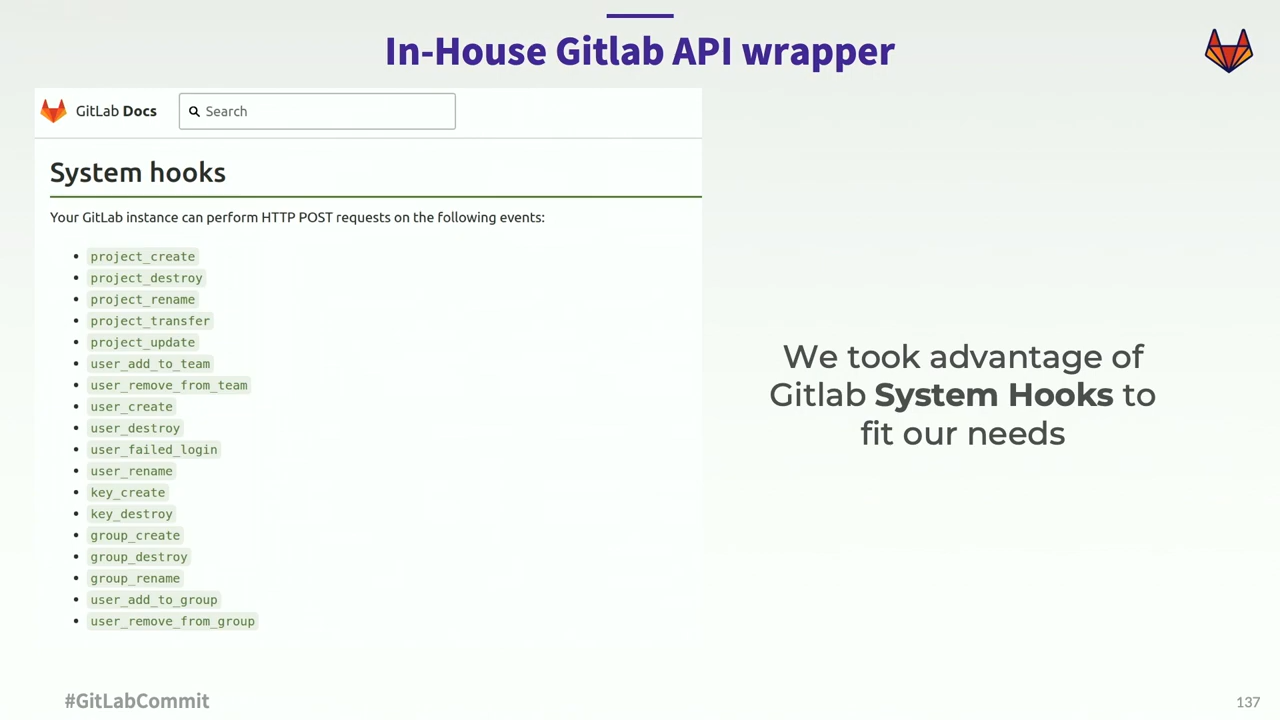 In-House Gitlab API wrapper
GitLab Docs
Search
System hooks
Your GitLab instance can perform HTTP POST requests on the following events:
• project_create
• project_destroy
• project_rename
• project_transfer
• project_update
• user_add_to_team
• user_remove_from_team
• user_create
• user_destroy
• user_failed_login
• user_rename
• key_create
• key_destroy
• group_create
• group_destroy
• group_rename
• user_add_to_group
• user_remove_from_group
We took advantage of
Gitlab System Hooks to
fit our needs
#GitLabCommit
137